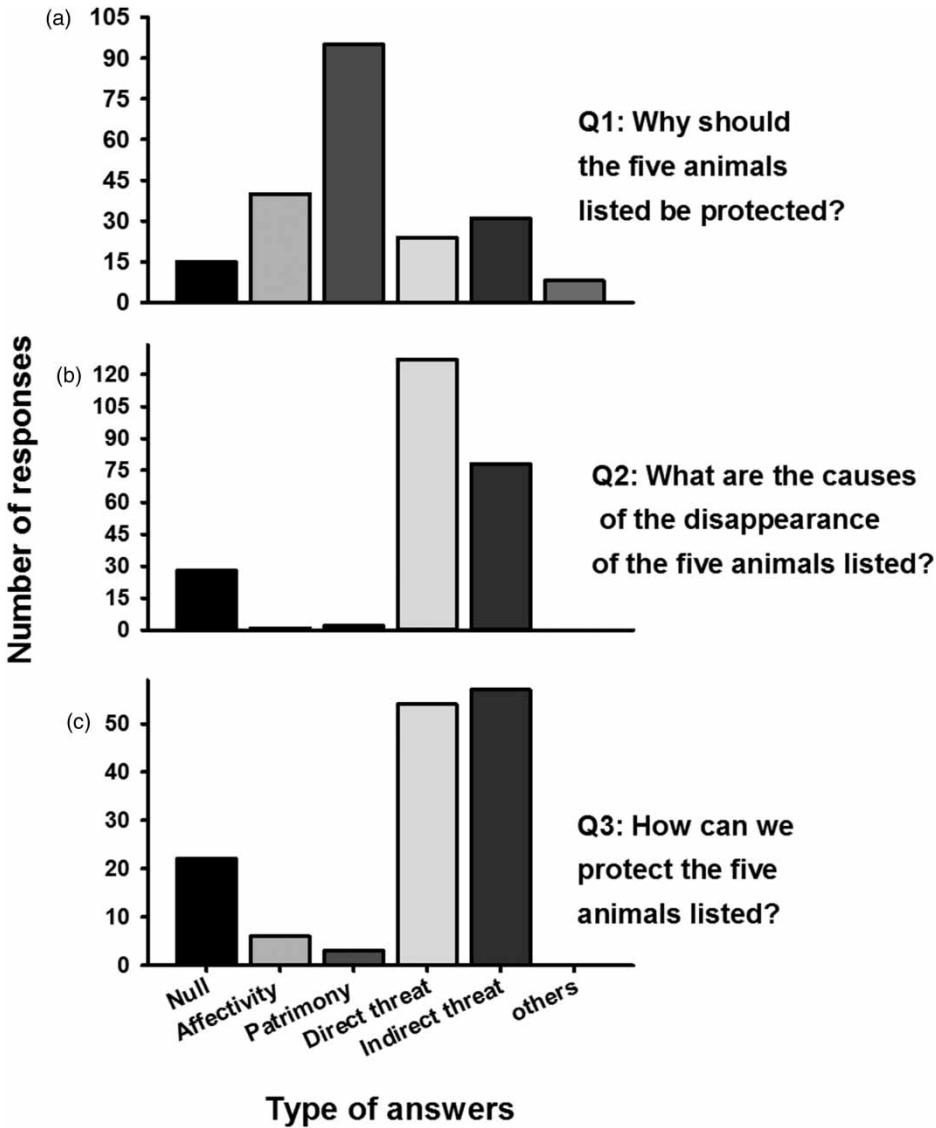 (a)
105
90
75
60
45
30
15
0
Q1: Why should
the five animals
listed be protected?
Number of responses
(b)
120
105
90
75
60
45
30
15
0
Q2: What are the causes
of the disappearance
of the five animals listed?
(c)
50
40
30
20
10
0
Q3: How can we
protect the five
animals listed?
Null
Affectivity
Patrimony
Direct threat
Indirect threat
others
Type of answers